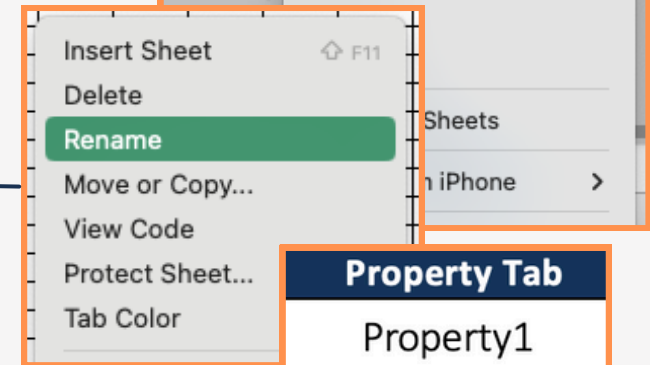 Insert Sheet ⇧ F11
Delete
Rename
Move or Copy...
View Code
Protect Sheet...
Tab Color
Sheets
iPhone
Property Tab
Property1